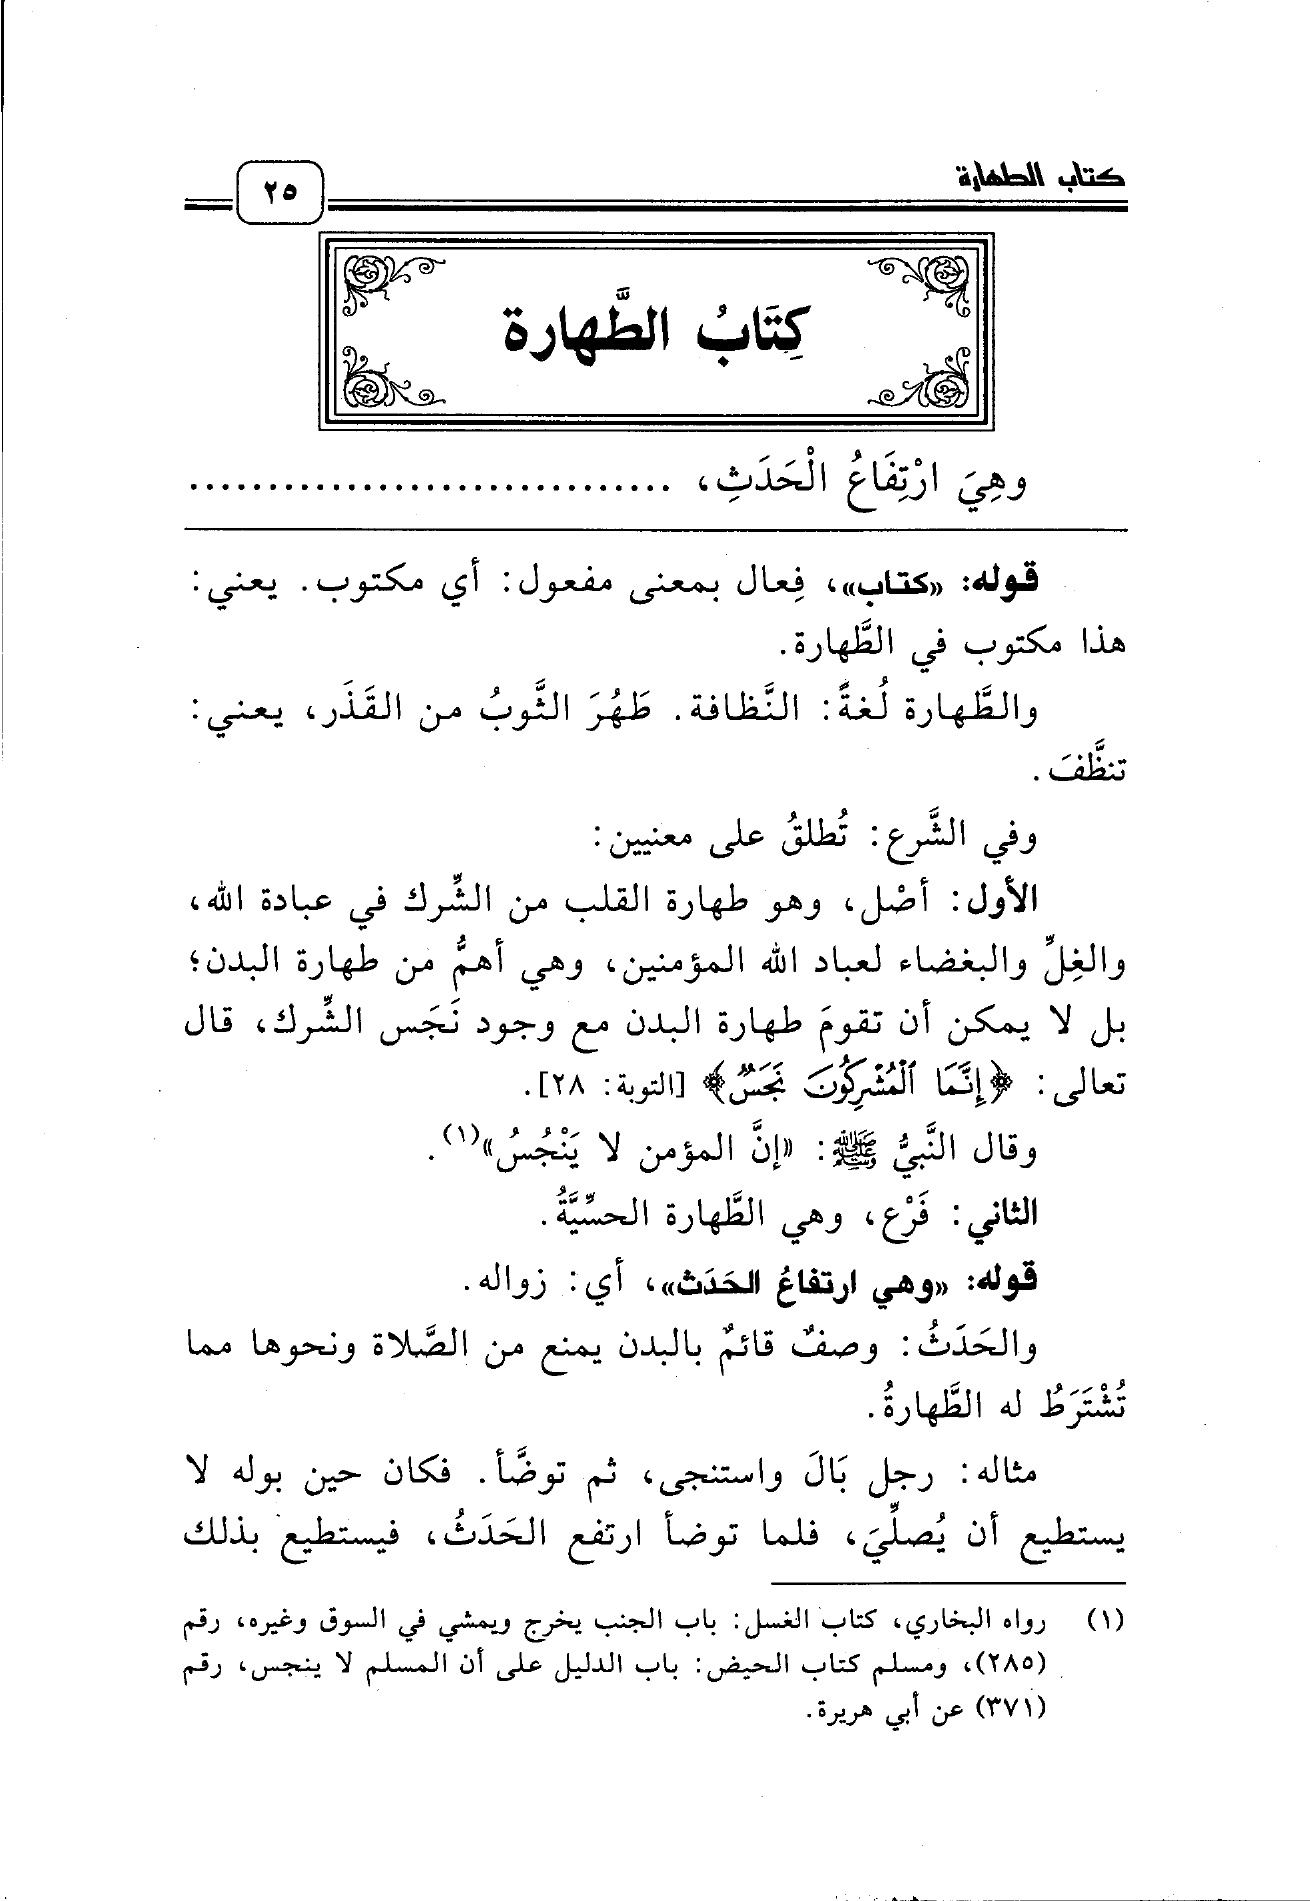 كتاب الطهارة
٢٥
كِتَابُ الطَّهارة
وهِيَ ارْتِفَاعُ الْحَدَثِ، ...............................
قوله: «كتاب»، فِعال بمعنى مفعول: أي مكتوب. يعني:
هذا مكتوب في الطَّهارة.
والطَّهارة لُغةً: النَّظافة. طَهُرَ الثَّوبُ من القَذَر، يعني:
تنظَّفَ.
وفي الشَّرع: تُطلقُ على معنيين:
الأول: أصْل، وهو طهارة القلب من الشِّرك في عبادة الله،
والغِلِّ والبغضاء لعباد الله المؤمنين، وهي أهمُّ من طهارة البدن؛
بل لا يمكن أن تقومَ طهارة البدن مع وجود نَجَس الشِّرك، قال
تعالى: ﴿إِنَّمَا ٱلْمُشْرِكُونَ نَجَسٌ﴾ [التوبة: ٢٨].
وقال النَّبيُّ ﷺ: «إنَّ المؤمن لا يَنْجُسُ»(١).
الثاني: فَرْع، وهي الطَّهارة الحسِّيَّةُ.
قوله: «وهي ارتفاعُ الحَدَث»، أي: زواله.
والحَدَثُ: وصفٌ قائمٌ بالبدن يمنع من الصَّلاة ونحوها مما
تُشْتَرَطُ له الطَّهارةُ.
مثاله: رجل بَالَ واستنجى، ثم توضَّأ. فكان حين بوله لا
يستطيع أن يُصلِّيَ، فلما توضأ ارتفع الحَدَثُ، فيستطيع بذلك
(١) رواه البخاري، كتاب الغسل: باب الجنب يخرج ويمشي في السوق وغيره، رقم
(٢٨٥)، ومسلم كتاب الحيض: باب الدليل على أن المسلم لا ينجس، رقم
(٣٧١) عن أبي هريرة.